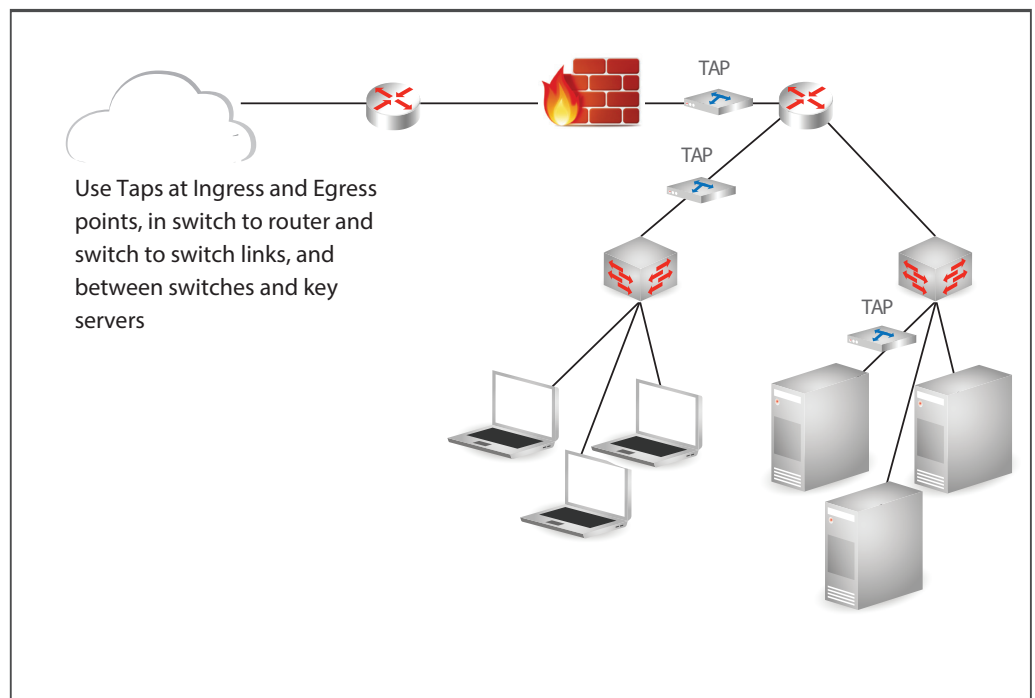 TAP
TAP
Use Taps at Ingress and Egress
points, in switch to router and
switch to switch links, and
between switches and key
servers
TAP